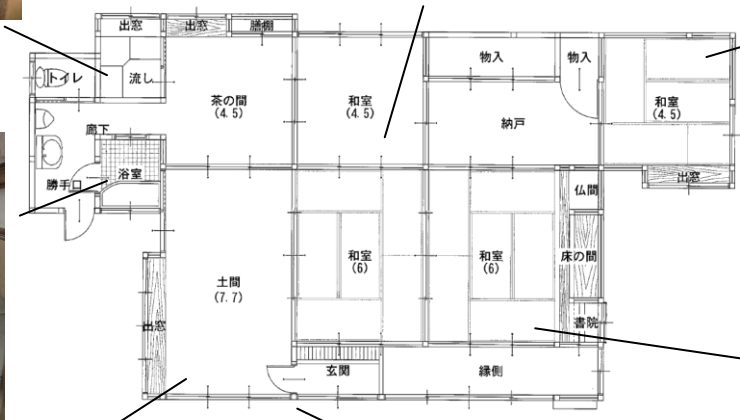 出窓
出窓
膳棚
トイレ
流し
茶の間
(4.5)
和室
(4.5)
物入
物入
納戸
和室
(4.5)
廊下
浴室
勝手口
出窓
仏間
土間
(7.7)
和室
(6)
和室
(6)
床の間
出窓
書院
玄関
縁側